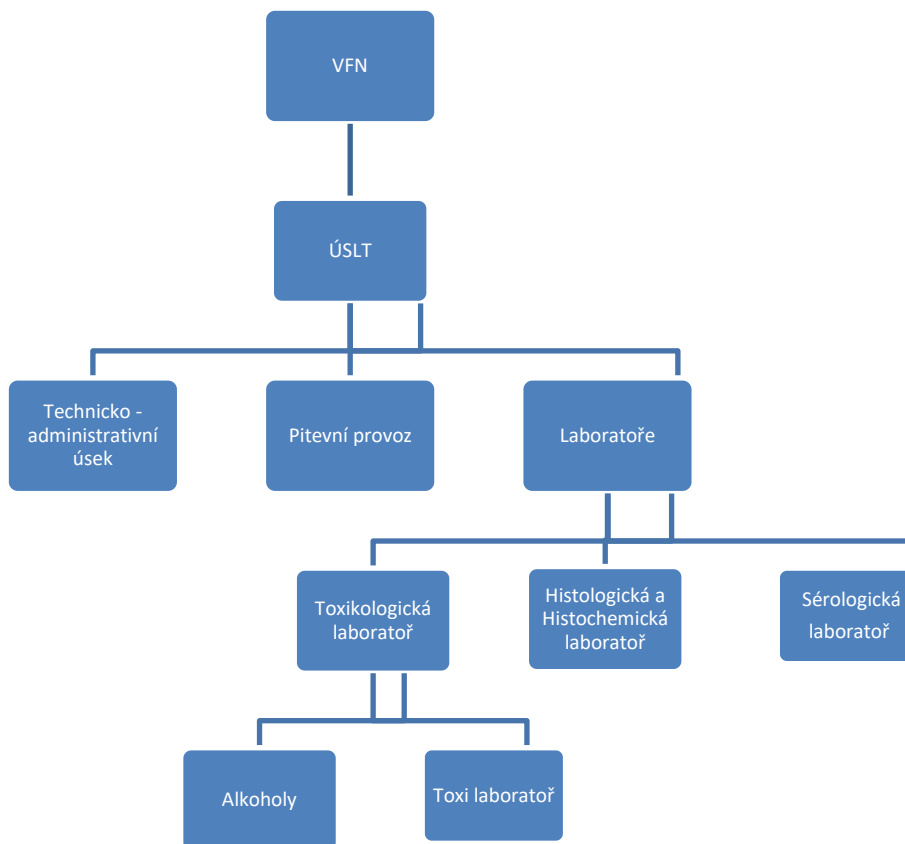 VFN
ÚSLT
Technicko -
administrativní
úsek
Pitevní provoz
Laboratoře
Toxikologická
laboratoř
Histologická a
Histochemická
laboratoř
Sérologická
laboratoř
Alkoholy
Toxi laboratoř